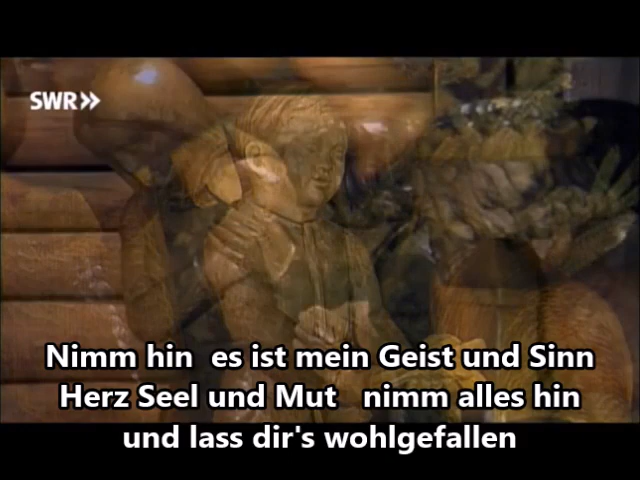 SWR»
Nimm hin es ist mein Geist und Sinn
Herz Seel und Mut nimm alles hin
und lass dir's wohlgefallen